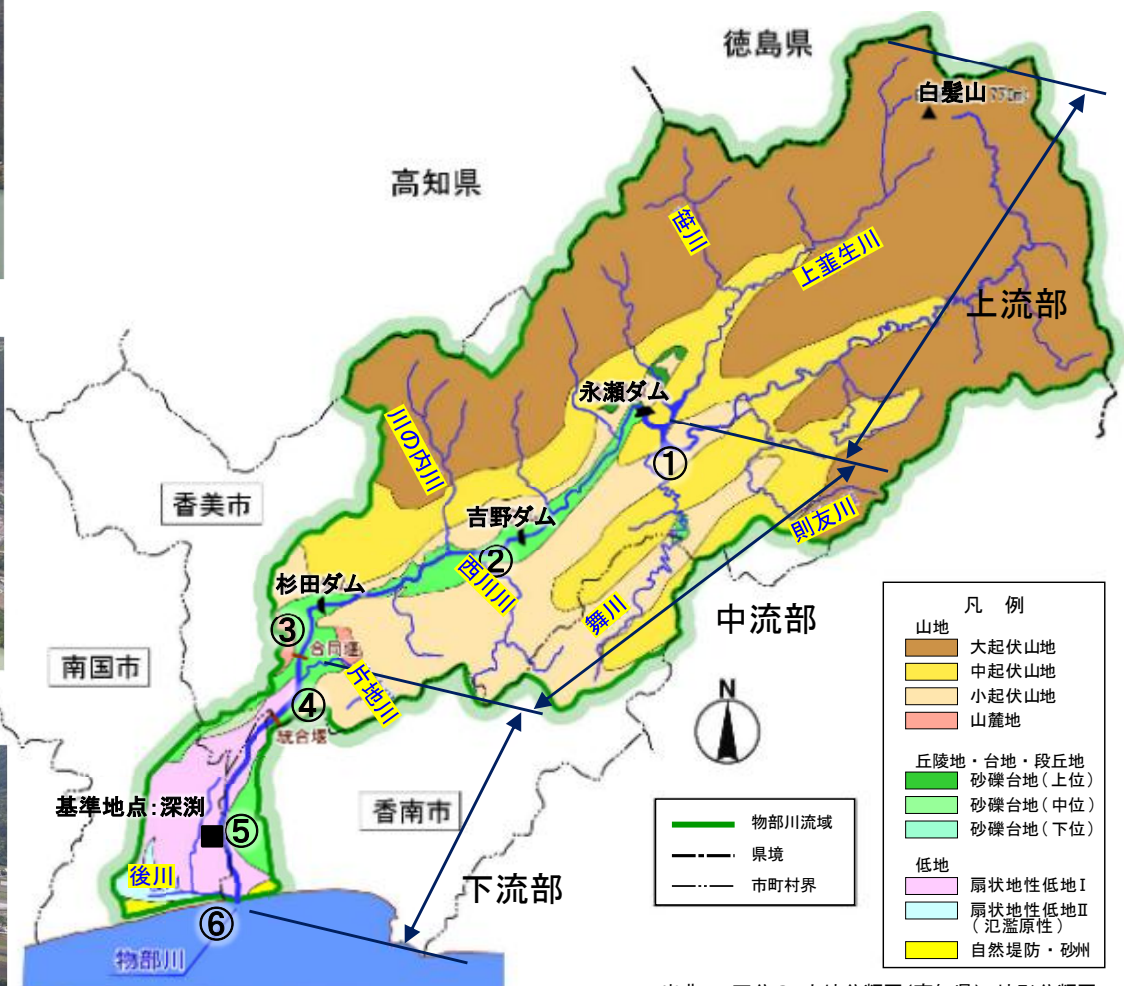 徳島県
白髪山
高知県
笹川
上韮生川
上流部
永瀬ダム
①
川の内川
香美市
吉野ダム
②
西川川
則友川
杉田ダム
舞川
中流部
③
合同堰
南国市
片地川
④
統合堰
N
基準地点:深渕
⑤
香南市
後川
下流部
⑥
物部川
物部川流域
県境
市町村界
凡 例
山地
大起伏山地
中起伏山地
小起伏山地
山麓地
丘陵地・台地・段丘地
砂礫台地(上位)
砂礫台地(中位)
砂礫台地(下位)
低地
扇状地性低地Ⅰ
扇状地性低地Ⅱ
(氾濫原性)
自然堤防・砂州